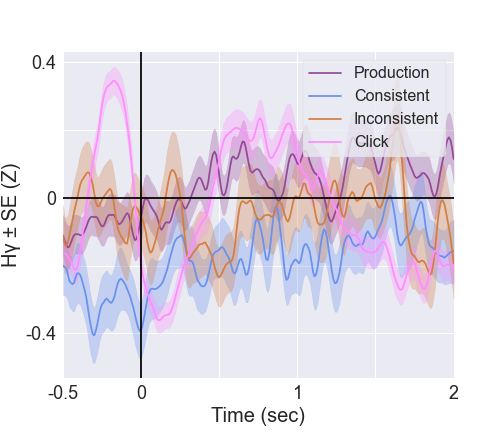 0.4
0
-0.4
Hγ ± SE (Z)
Production
Consistent
Inconsistent
Click
-0.5
0
1
2
Time (sec)